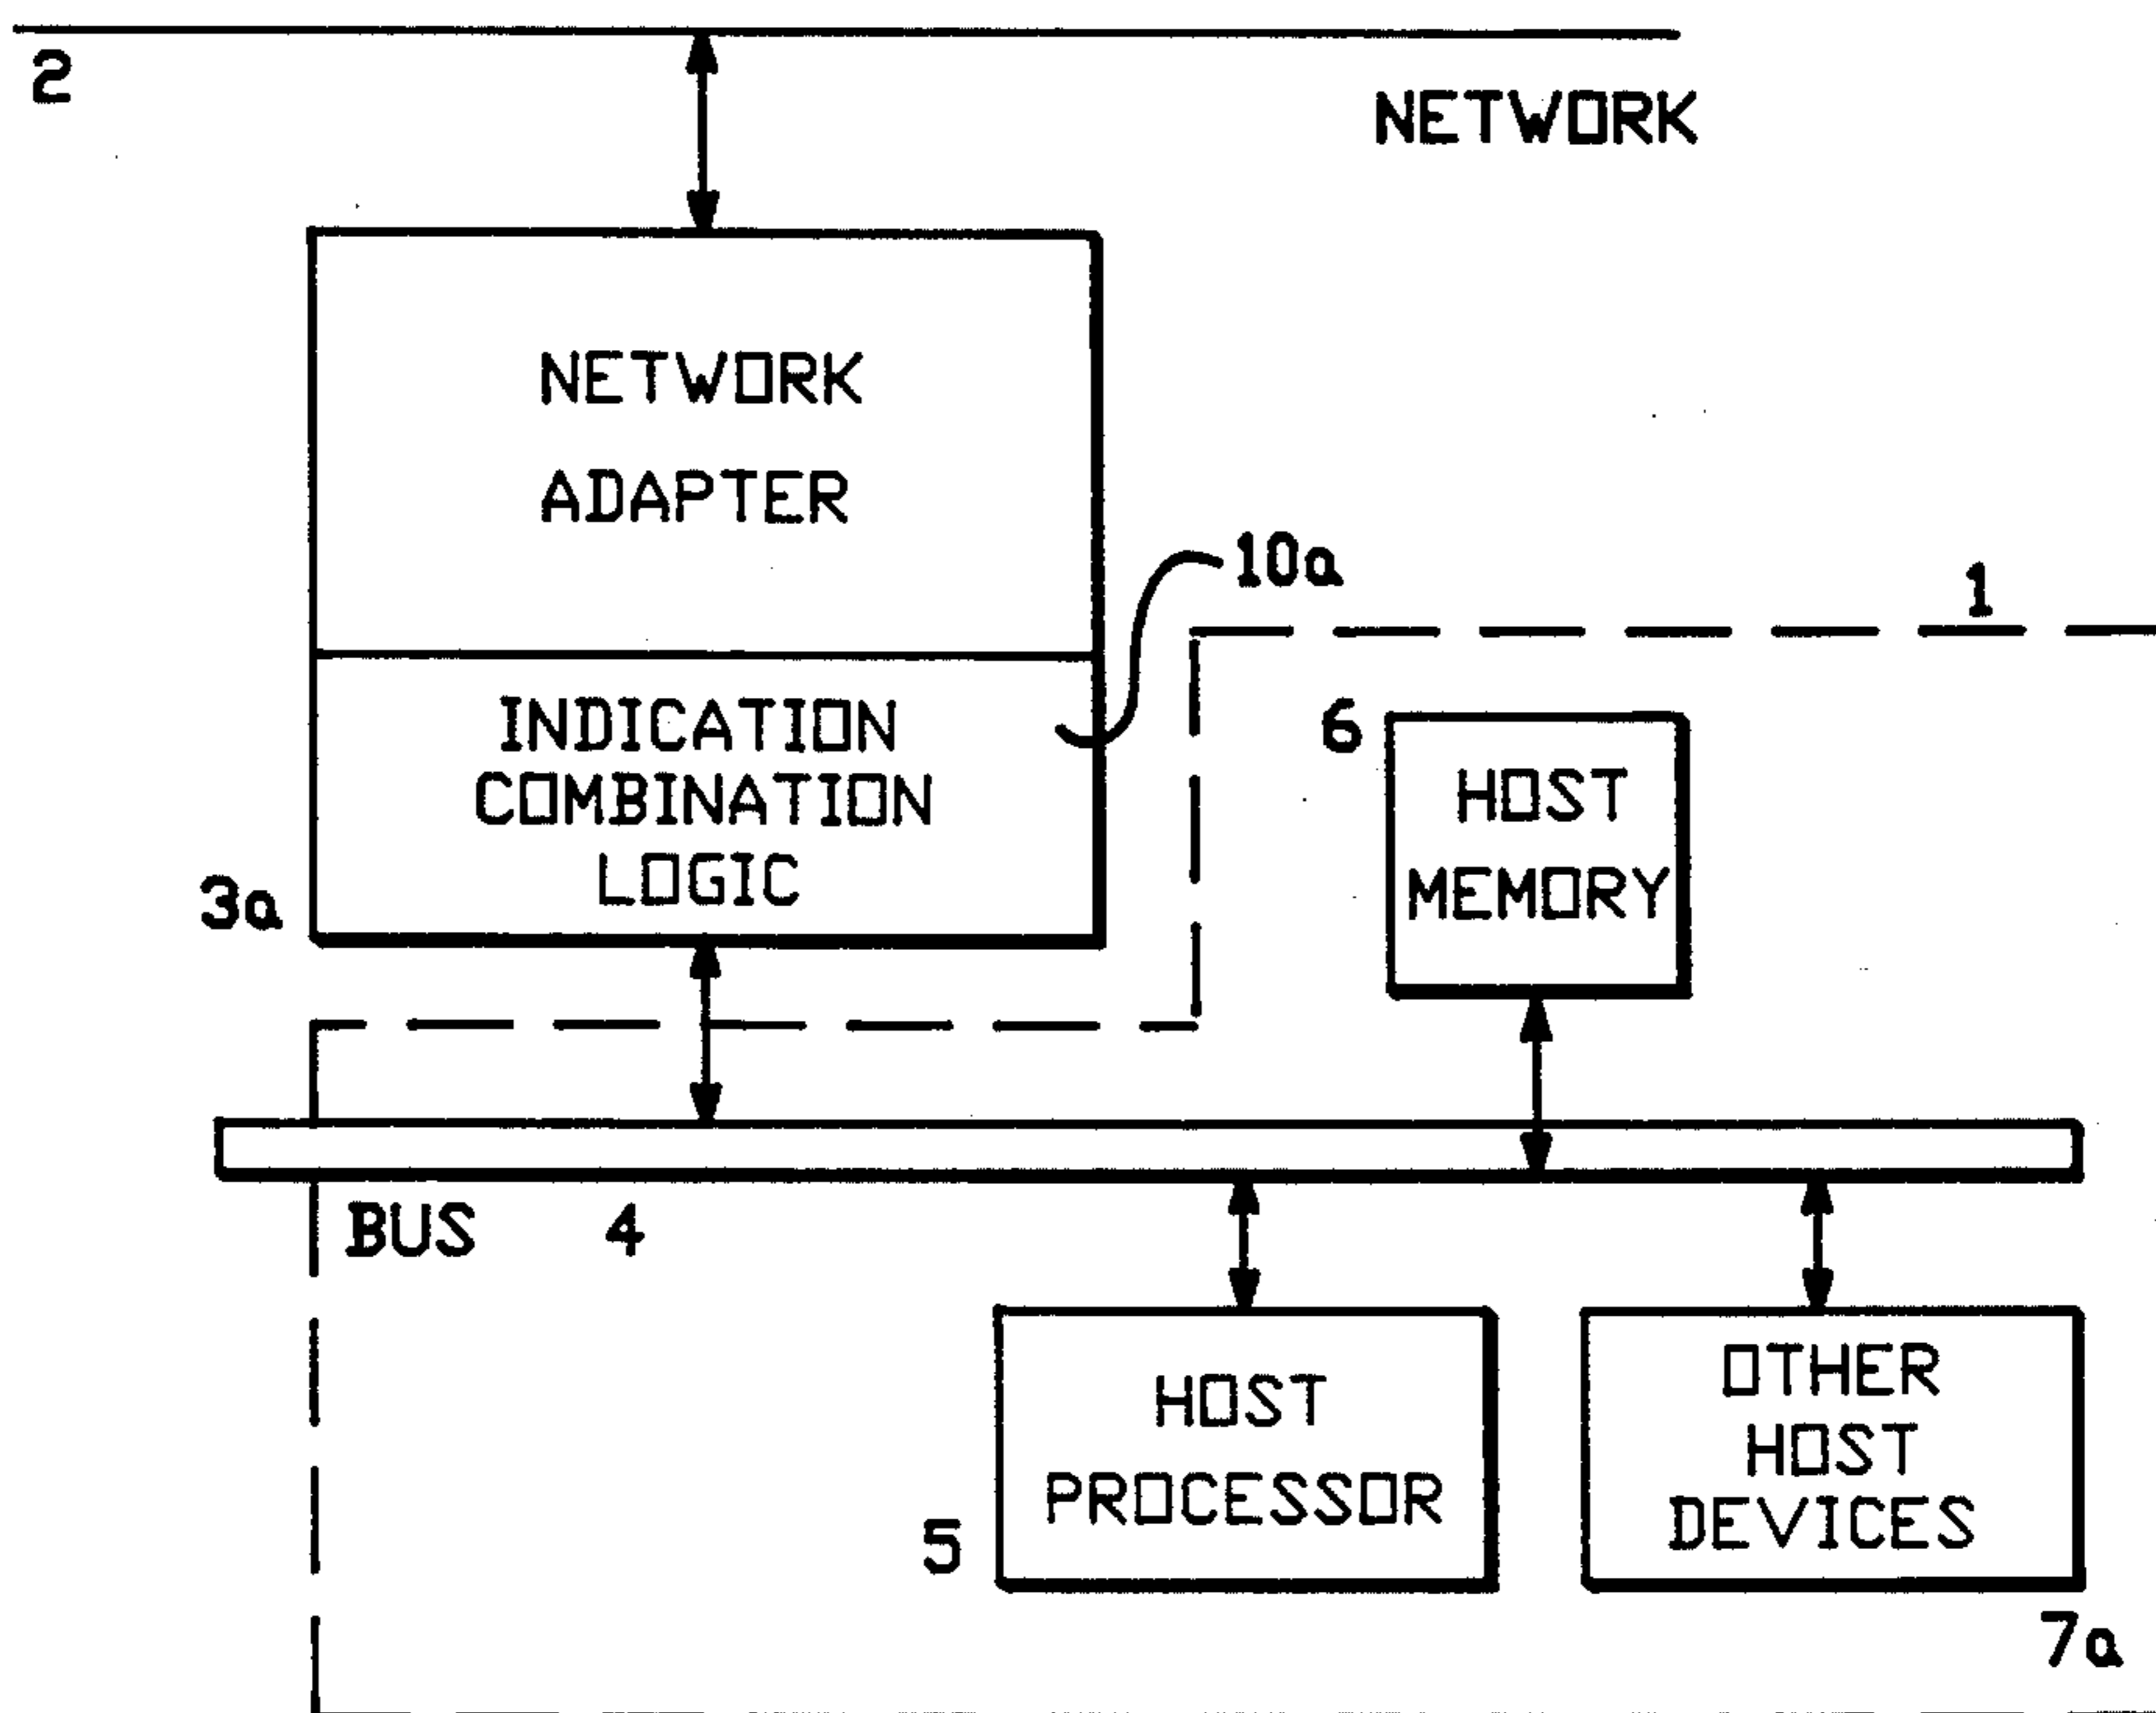 2
NETWORK
NETWORK
ADAPTER
10a
1
INDICATION
COMBINATION
LOGIC
3a
6
HOST
MEMORY
BUS 4
HOST
PROCESSOR
5
OTHER
HOST
DEVICES
7a